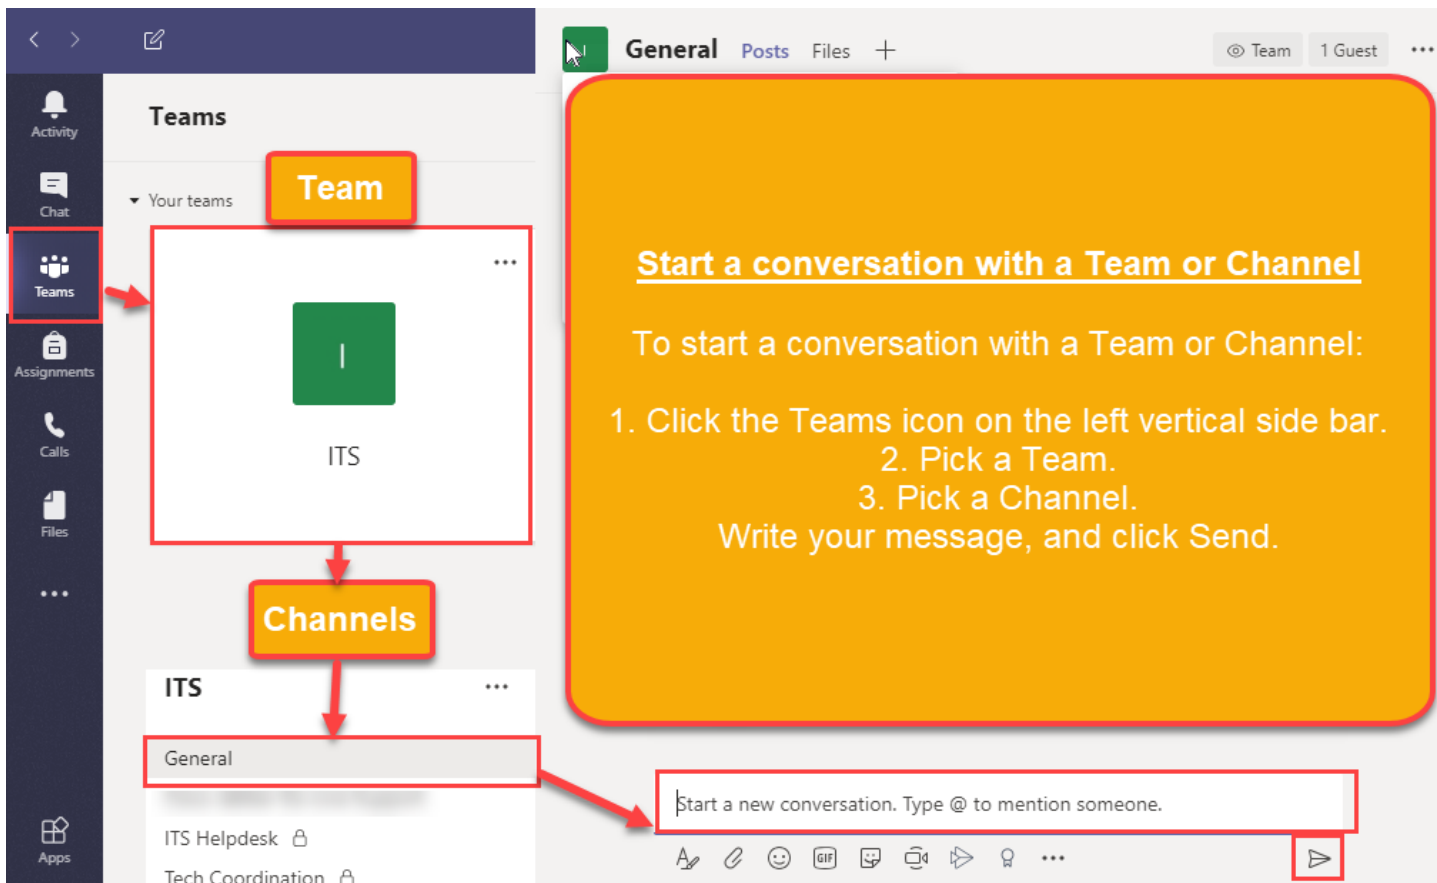 General Posts Files
Team
1 Guest
Activity
Chat
Teams
Assignments
Calls
Files
Apps
Teams
Your teams
Team
I
ITS
Channels
ITS
General
ITS Helpdesk
Tech Coordination
Start a conversation with a Team or Channel
To start a conversation with a Team or Channel:
1. Click the Teams icon on the left vertical side bar.
2. Pick a Team.
3. Pick a Channel.
Write your message, and click Send.
Start a new conversation. Type @ to mention someone.
GIF